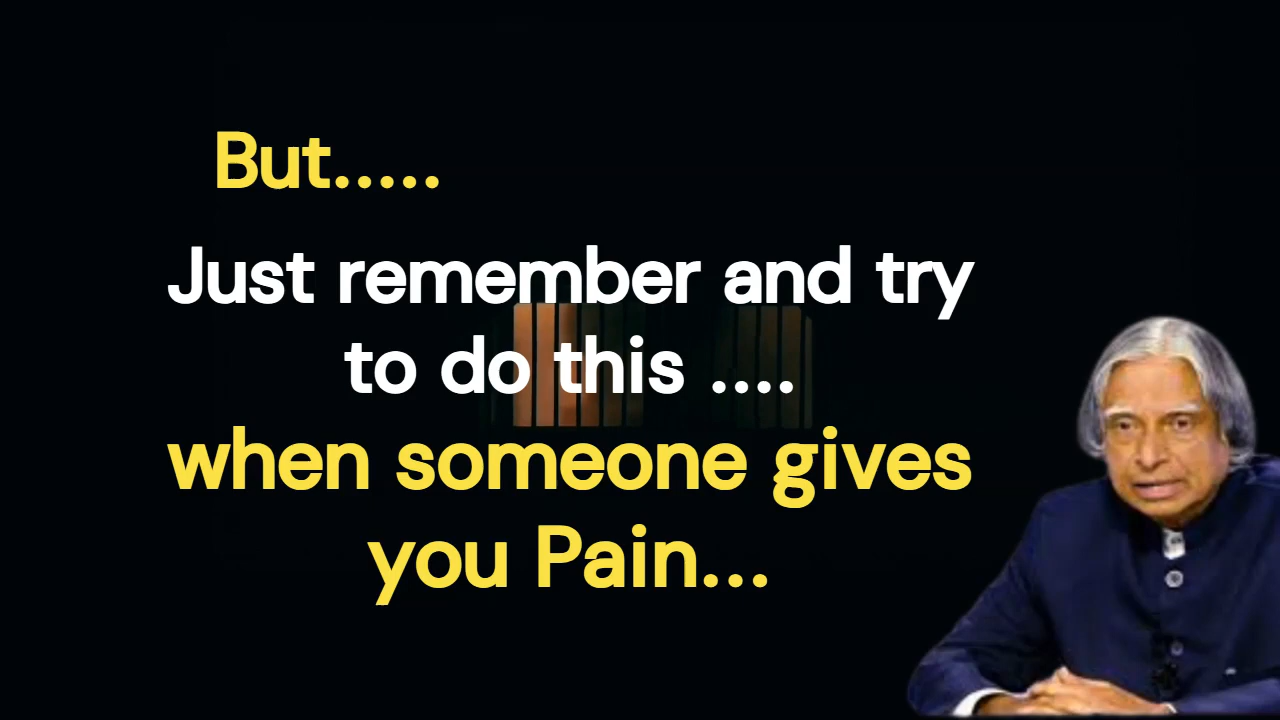 But.....
Just remember and try
to do this ....
when someone gives
you Pain...